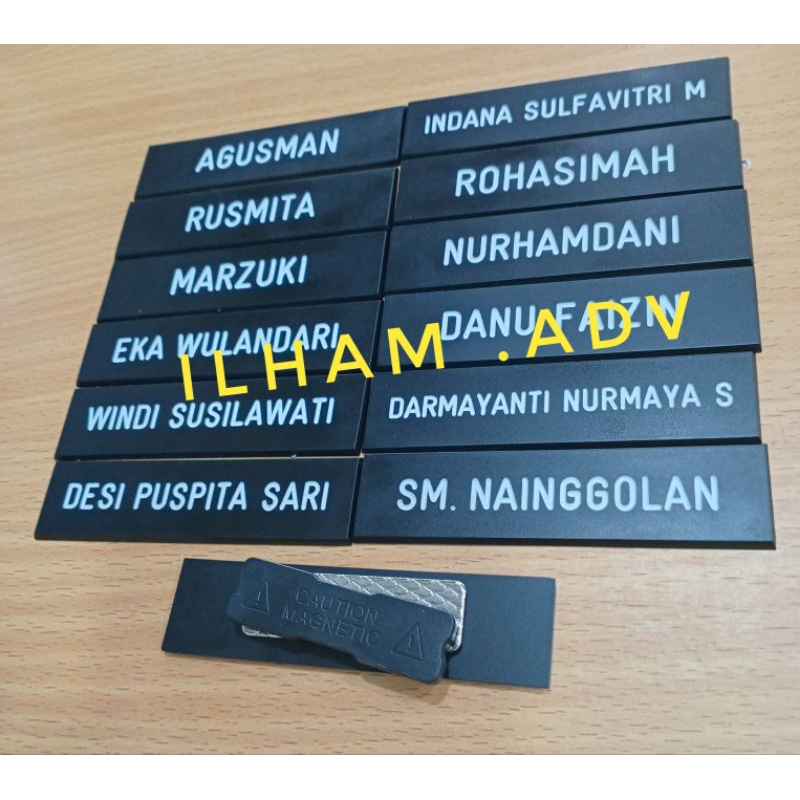 AGUSMAN
INDANA SULFAVITRI M
RUSMITA
ROHASIMAH
MARZUKI
NURHAMDANI
EKA WULANDARI
DANU FAIZIN
ILHAM .ADV
WINDI SUSILAWATI
DARMAYANTI NURMAYA S
DESI PUSPITA SARI
SM. NAINGGOLAN
CAUTION
MAGNETIC